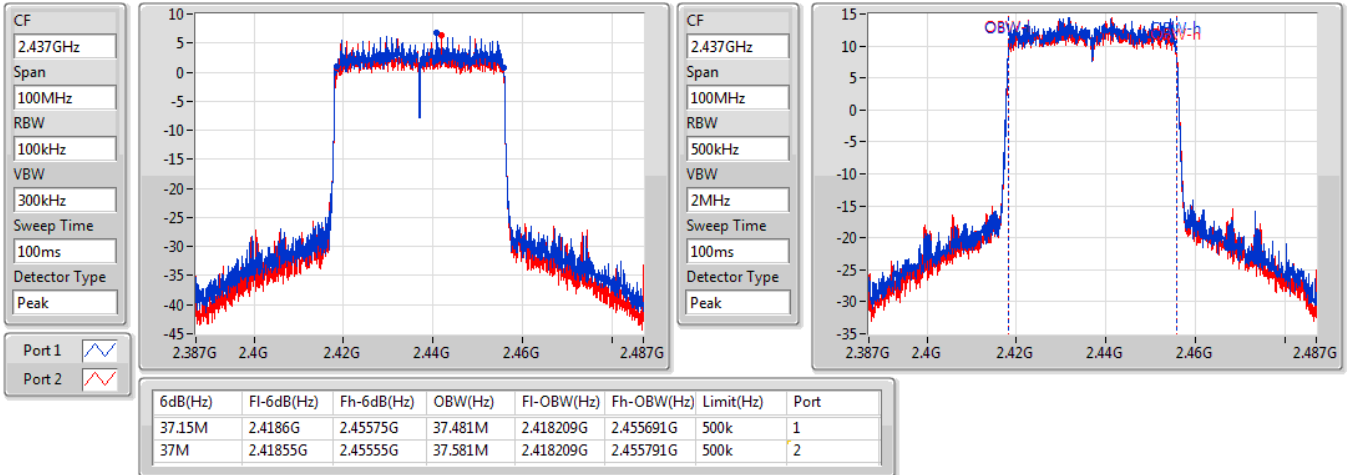 CF
2.437GHz
Span
100MHz
RBW
100kHz
VBW
300kHz
Sweep Time
100ms
Detector Type
Peak
Port 1
Port 2
10
5
0
-5
-10
-15
-20
-25
-30
-35
-40
-45
2.387G 2.4G 2.42G 2.44G 2.46G 2.487G
CF
2.437GHz
Span
100MHz
RBW
500kHz
VBW
2MHz
Sweep Time
100ms
Detector Type
Peak
15
10
5
0
-5
-10
-15
-20
-25
-30
-35
OBW
2.387G 2.4G 2.42G 2.44G 2.46G 2.487G
6dB(Hz) Fl-6dB(Hz) Fh-6dB(Hz) OBW(Hz) Fl-OBW(Hz) Fh-OBW(Hz) Limit(Hz) Port
37.15M 2.4186G 2.45575G 37.481M 2.418209G 2.455691G 500k 1
37M 2.41855G 2.45555G 37.581M 2.418209G 2.455791G 500k 2